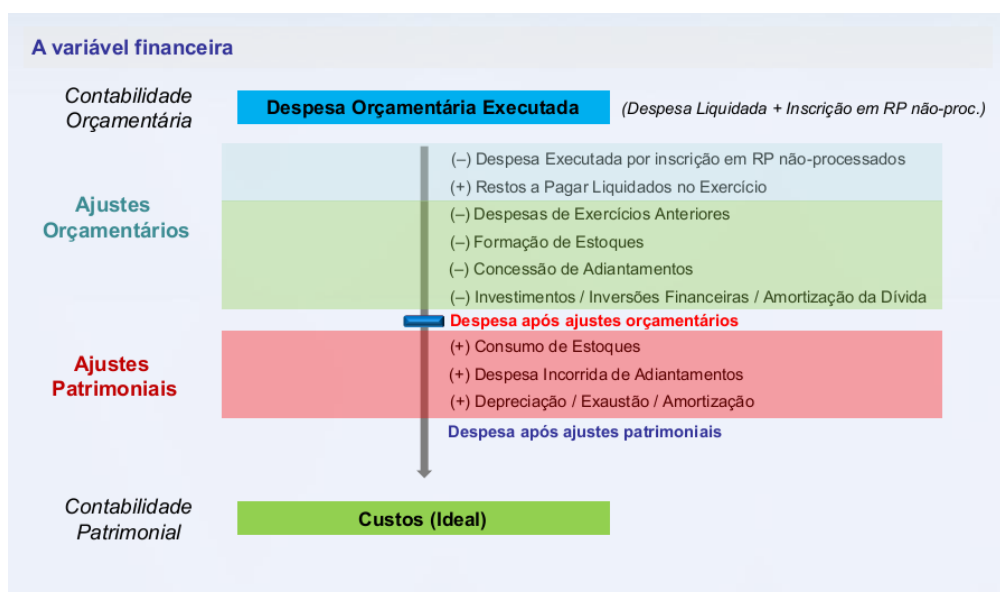 A variável financeira
Contabilidade
Orçamentária
Despesa Orçamentária Executada
(Despesa Liquidada + Inscrição em RP não-proc.)
Ajustes
Orçamentários
(–) Despesa Executada por inscrição em RP não-processados
(+) Restos a Pagar Liquidados no Exercício
(–) Despesas de Exercícios Anteriores
(–) Formação de Estoques
(–) Concessão de Adiantamentos
(–) Investimentos / Inversões Financeiras / Amortização da Dívida
Despesa após ajustes orçamentários
Ajustes
Patrimoniais
(+) Consumo de Estoques
(+) Despesa Incorrida de Adiantamentos
(+) Depreciação / Exaustão / Amortização
Despesa após ajustes patrimoniais
Contabilidade
Patrimonial
Custos (Ideal)